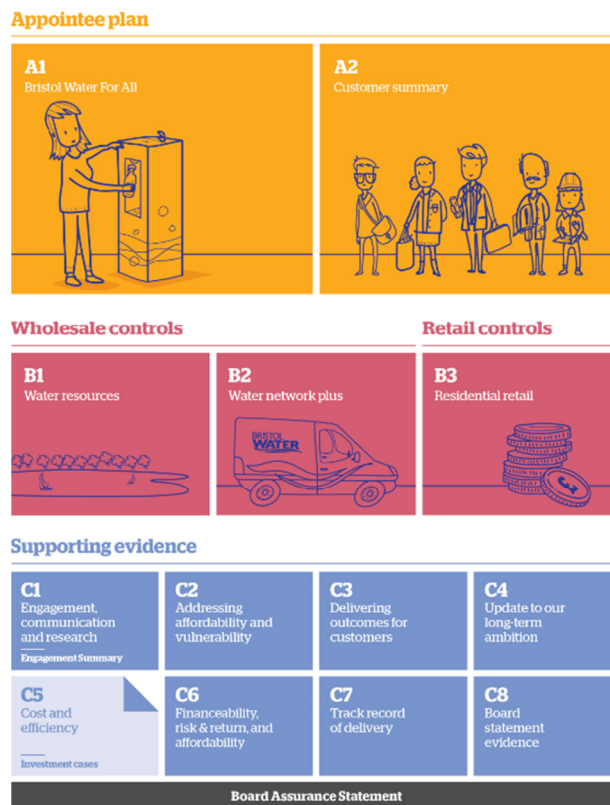 Appointee plan
A1
Bristol Water For All
A2
Customer summary
Wholesale controls
Retail controls
B1
Water resources
B2
Water network plus
BRISTOL
WATER
B3
Residential retail
Supporting evidence
C1
Engagement,
communication
and research
Engagement Summary
C2
Addressing
affordability and
vulnerability
C3
Delivering
outcomes for
customers
C4
Update to our
long-term
ambition
C5
Cost and
efficiency
Investment cases
C6
Financeability,
risk & return, and
affordability
C7
Track record
of delivery
C8
Board
statement
evidence
Board Assurance Statement